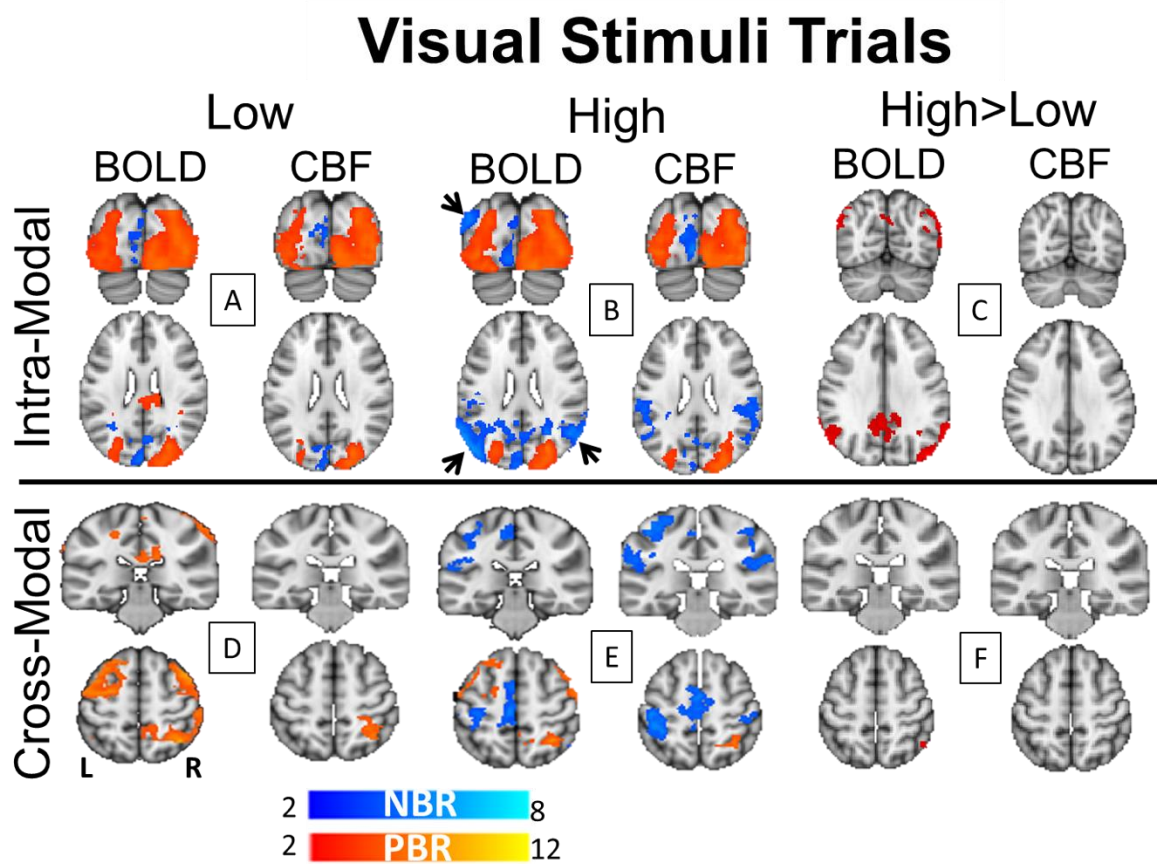 Visual Stimuli Trials
Low High High>Low
BOLD CBF BOLD CBF BOLD CBF
Intra-Modal
A B C
Cross-Modal
D E F
L R
2 NBR 8
2 PBR 12